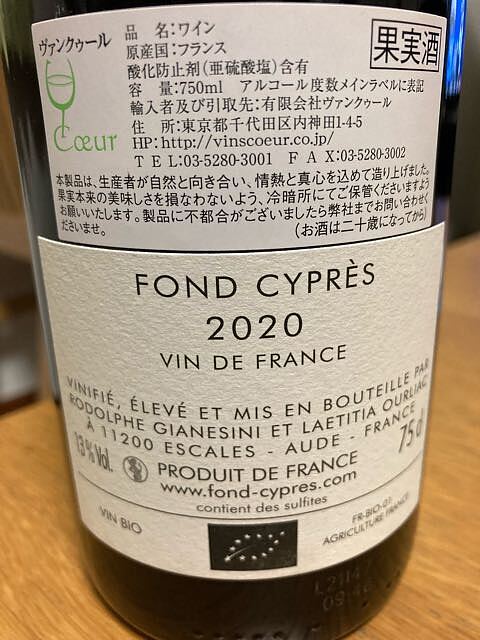 ヴァンクゥール
Cœur
品 名:ワイン
原産国:フランス
酸化防止剤(亜硫酸塩)含有
容 量:750ml アルコール度数メインラベルに表記
輸入者及び引取先:有限会社ヴァンクゥール
住 所:東京都千代田区内神田1-4-5
HP:http://vinscoeur.co.jp/
TEL:03-5280-3001 FAX:03-5280-3002
果実酒
本製品は、生産者が自然と向き合い、情熱と真心を込めて造り上げました。
果実本来の美味しさを損なわないよう、冷暗所にてご保管くださいますよう
お願いいたします。製品に不都合がございましたら弊社までお問い合わせく
ださいませ。 (お酒は二十歳になってから)
FOND CYPRÈS
2020
VIN DE FRANCE
VINIFIÉ, ÉLEVÉ ET MIS EN BOUTEILLE PAR
RODOLPHE GIANESINI ET LAETITIA OURLIAC
À 11200 ESCALES - AUDE - FRANCE
13% Vol.
PRODUIT DE FRANCE
75cl
www.fond-cypres.com
contient des sulfites
VIN BIO
FR-BIO-01
AGRICULTURE FRANCE